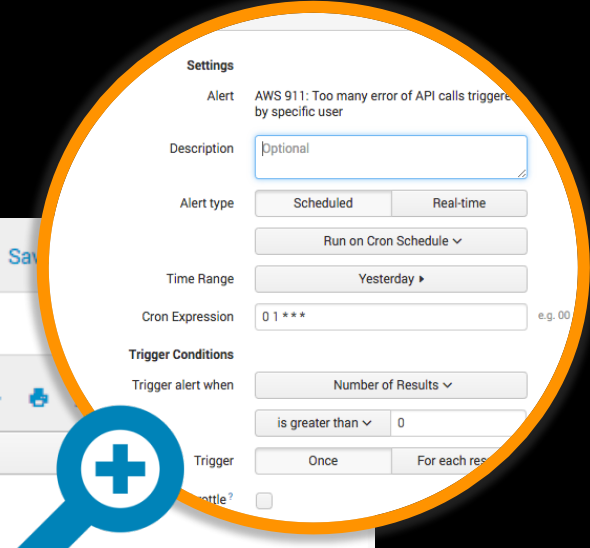 Settings
Alert AWS 911: Too many error of API calls triggere
by specific user
Description Optional
Alert type Scheduled Real-time
Run on Cron Schedule
Sav
Time Range Yesterday
Cron Expression 0 1 * * * e.g. 00
Trigger Conditions
Trigger alert when Number of Results
is greater than 0
Trigger Once For each res
ottle ?